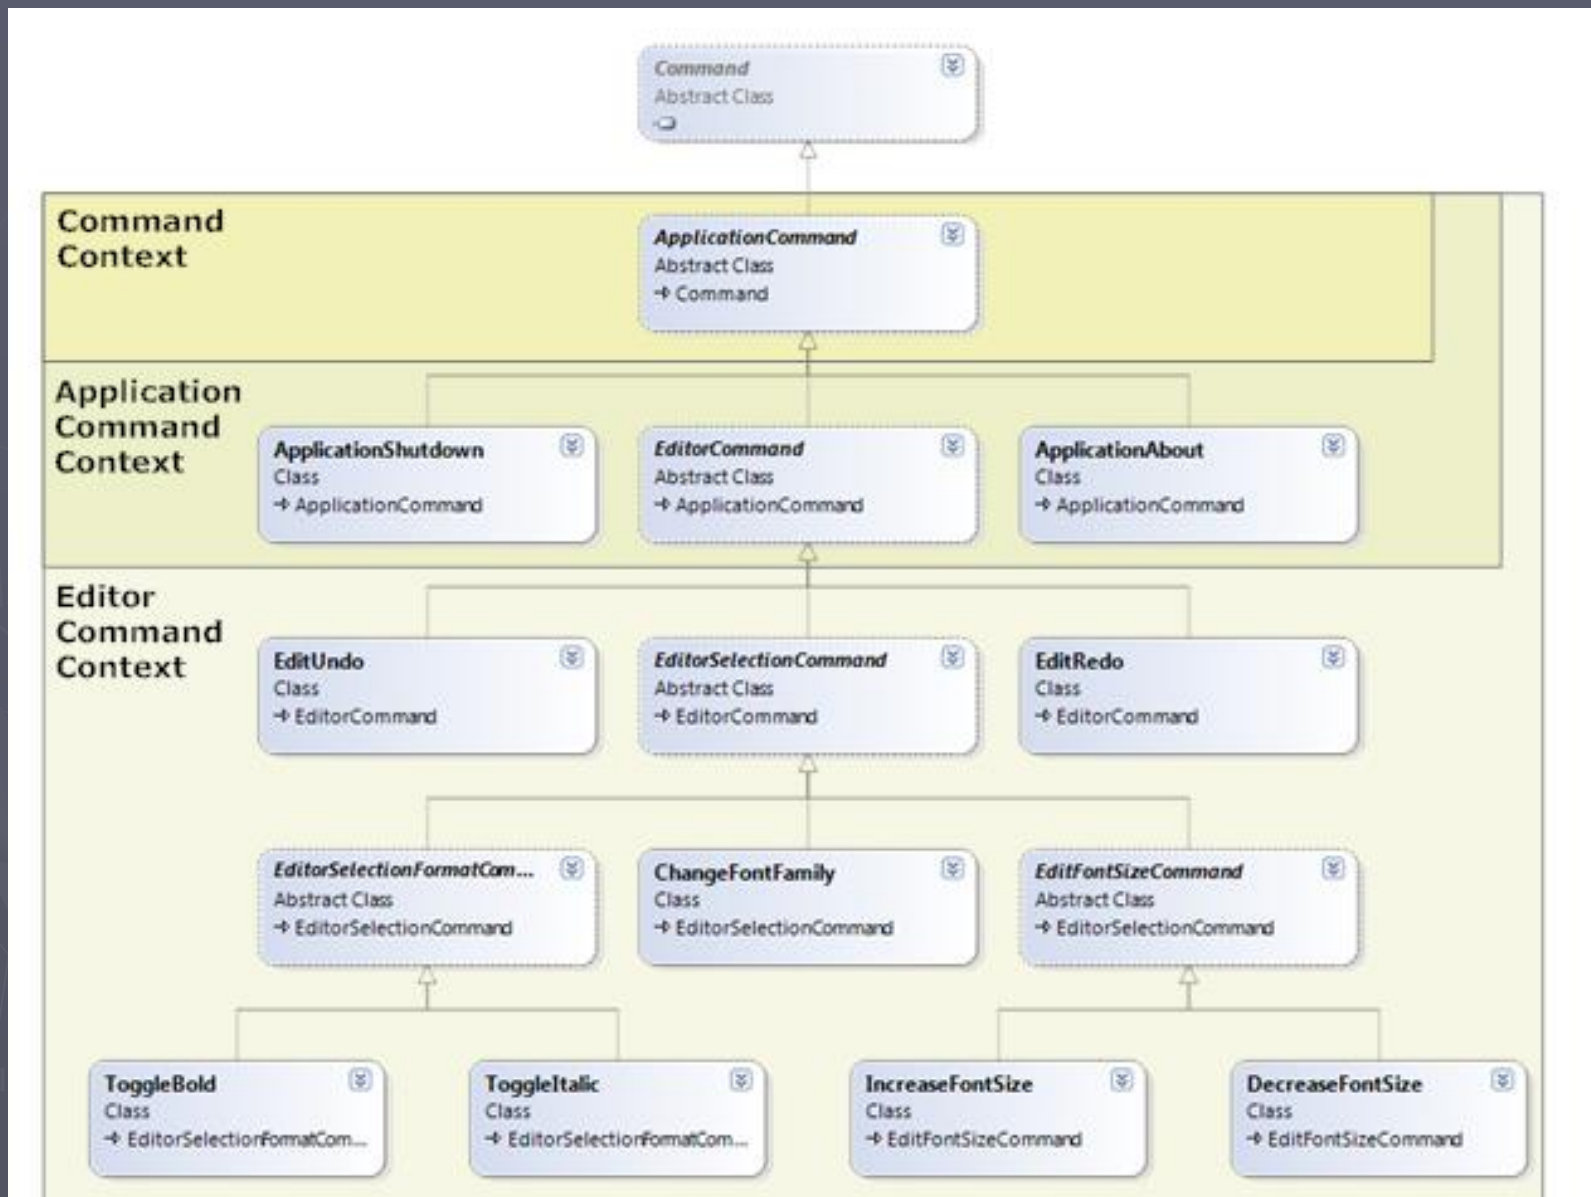 Command
Abstract Class
Command
Context
ApplicationCommand
Abstract Class
Command
Application
Command
Context
ApplicationShutdown
Class
ApplicationCommand
EditorCommand
Abstract Class
ApplicationCommand
ApplicationAbout
Class
ApplicationCommand
Editor
Command
Context
EditUndo
Class
EditorCommand
EditorSelectionCommand
Abstract Class
EditorCommand
EditRedo
Class
EditorCommand
EditorSelectionFormatCom...
Abstract Class
EditorSelectionCommand
ChangeFontFamily
Class
EditorSelectionCommand
EditFontSizeCommand
Abstract Class
EditorSelectionCommand
ToggleBold
Class
EditorSelectionFormatCom...
ToggleItalic
Class
EditorSelectionFormatCom...
IncreaseFontSize
Class
EditFontSizeCommand
DecreaseFontSize
Class
EditFontSizeCommand